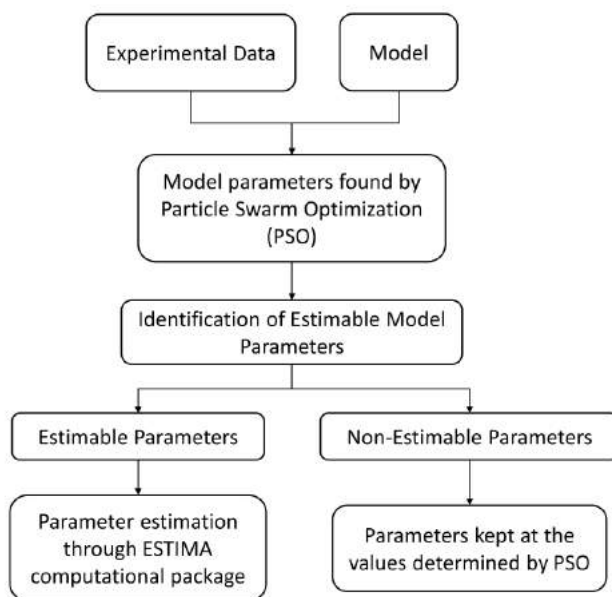 Experimental Data
Model
Model parameters found by
Particle Swarm Optimization
(PSO)
Identification of Estimable Model
Parameters
Estimable Parameters
Non-Estimable Parameters
Parameter estimation
through ESTIMA
computational package
Parameters kept at the
values determined by PSO